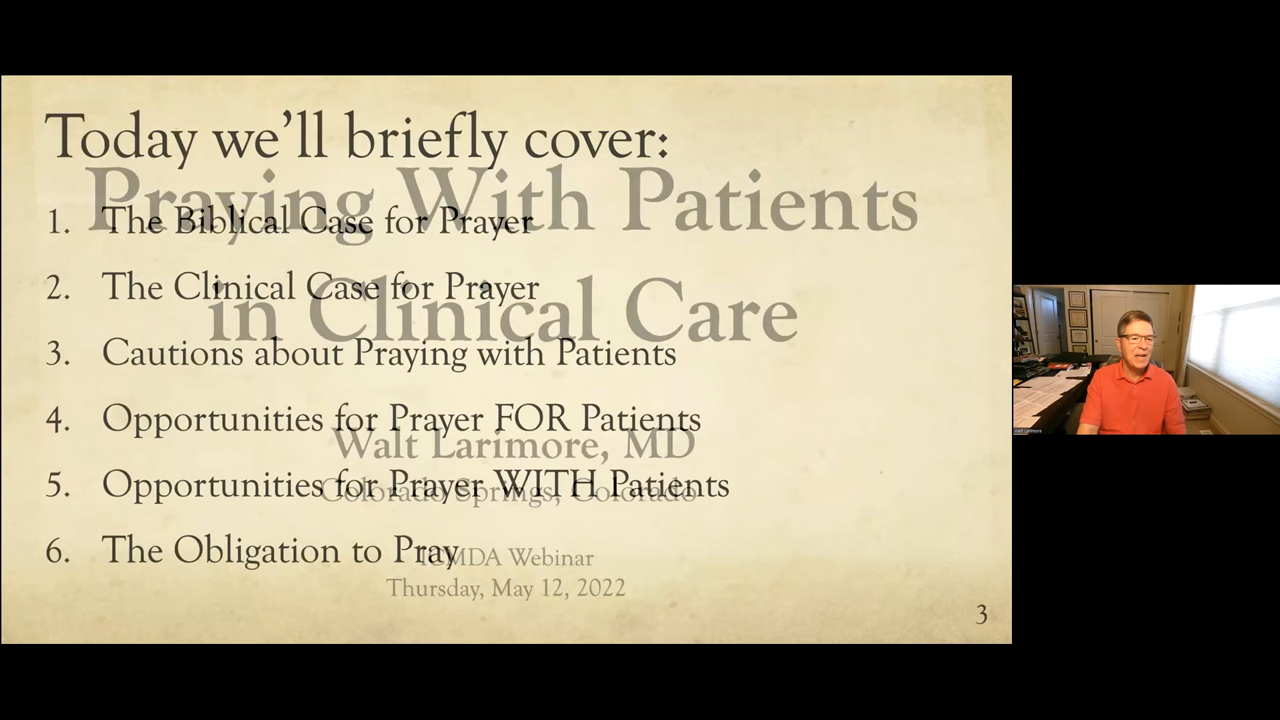 Today we'll briefly cover:
Praying With Patients
in Clinical Care
1. The Biblical Case for Prayer
2. The Clinical Case for Prayer
3. Cautions about Praying with Patients
4. Opportunities for Prayer FOR Patients
5. Opportunities for Prayer WITH Patients
6. The Obligation to Pray
Walt Larimore, MD
Colorado Springs, Colorado
ICMDA Webinar
Thursday, May 12, 2022
3
Walt Larimore